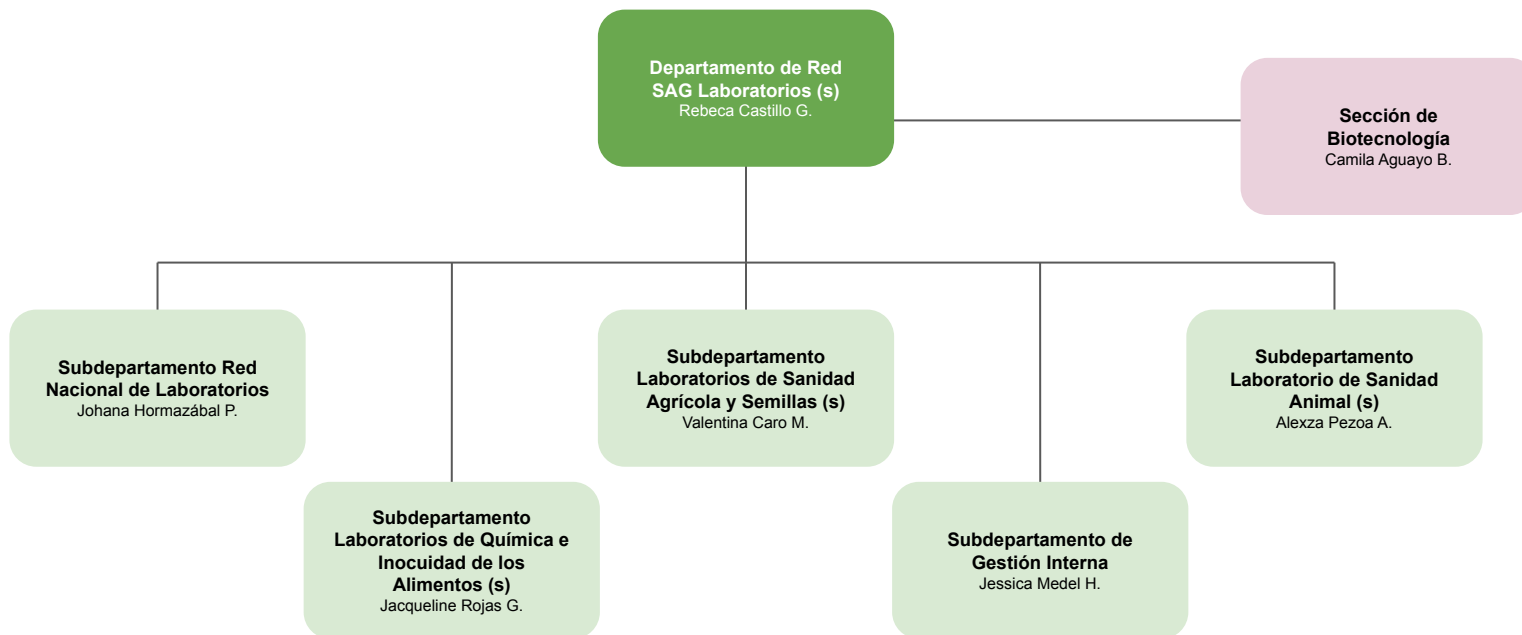 Departamento de Red
SAG Laboratorios (s)
Rebeca Castillo G.
Sección de
Biotecnología
Camila Aguayo B.
Subdepartamento Red
Nacional de Laboratorios
Johana Hormazábal P.
Subdepartamento
Laboratorios de Química e
Inocuidad de los
Alimentos (s)
Jacqueline Rojas G.
Subdepartamento
Laboratorios de Sanidad
Agrícola y Semillas (s)
Valentina Caro M.
Subdepartamento de
Gestión Interna
Jessica Medel H.
Subdepartamento
Laboratorio de Sanidad
Animal (s)
Alexza Pezoa A.